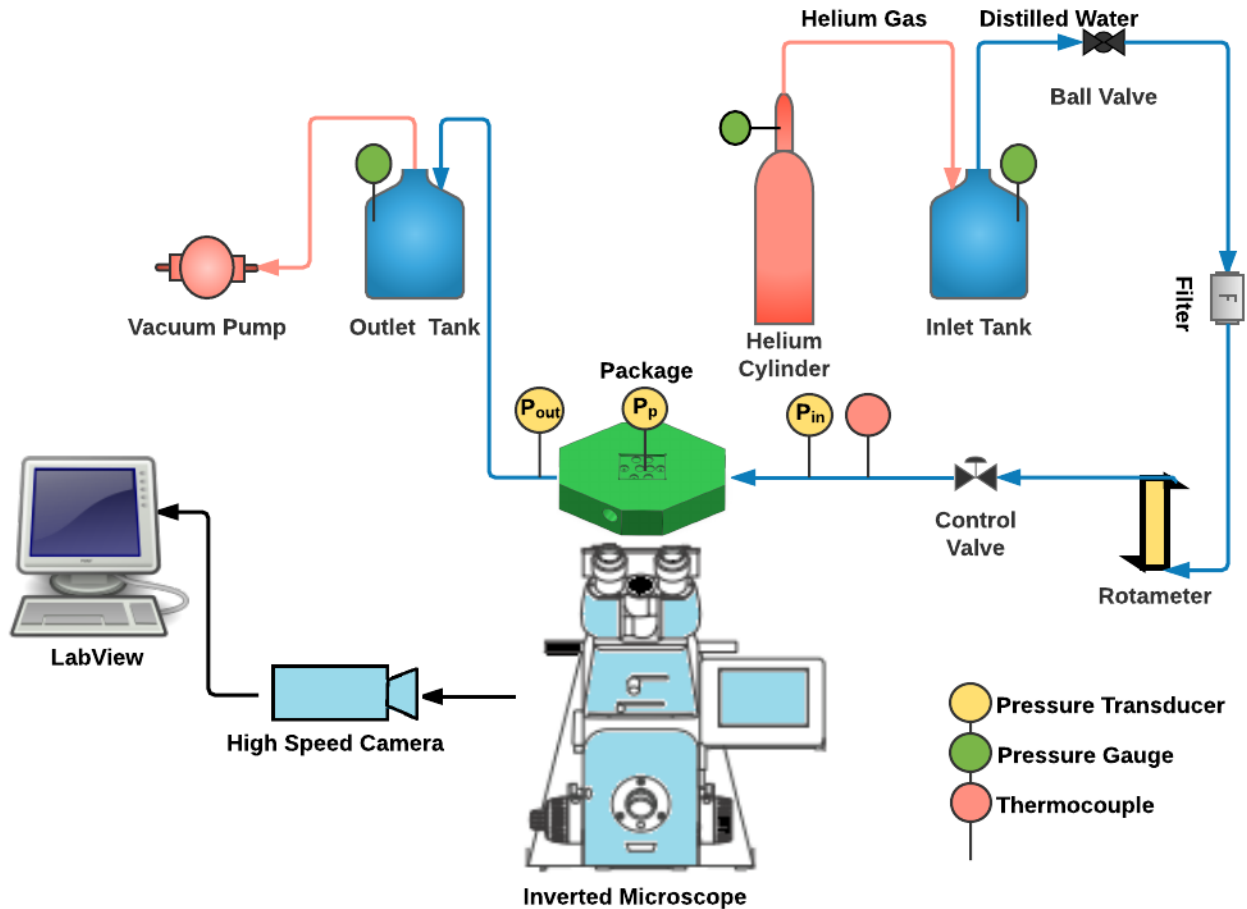 Helium Gas
Distilled Water
Ball Valve
Filter
F
Vacuum Pump
Outlet Tank
Helium
Cylinder
Inlet Tank
Package
Pout
Pp
Pin
Control
Valve
Rotameter
LabView
High Speed Camera
Inverted Microscope
Pressure Transducer
Pressure Gauge
Thermocouple